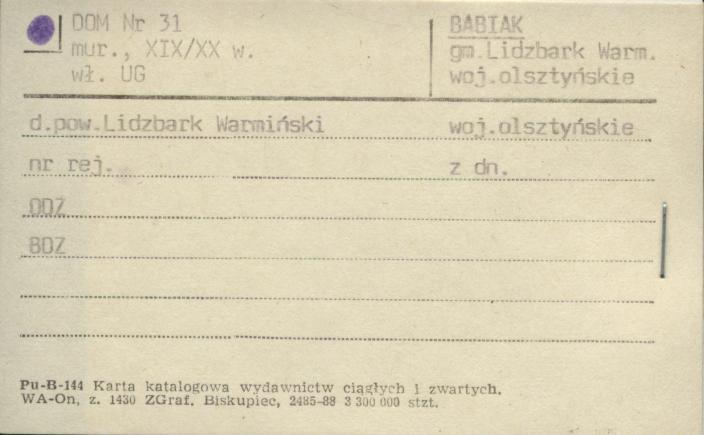 DOM Nr 31
mur., XIX/XX w.
wł. UG
BABIAK
gm.Lidzbark Warm.
woj.olsztyńskie
d.pow.Lidzbark Warmiński woj.olsztyńskie
nr rej. z dn.
ODZ
BDZ
Pu-B-144 Karta katalogowa wydawnictw ciągłych i zwartych.
WA-On, z. 1430 ZGraf. Biskupiec, 2485-88 3 300 000 stzt.